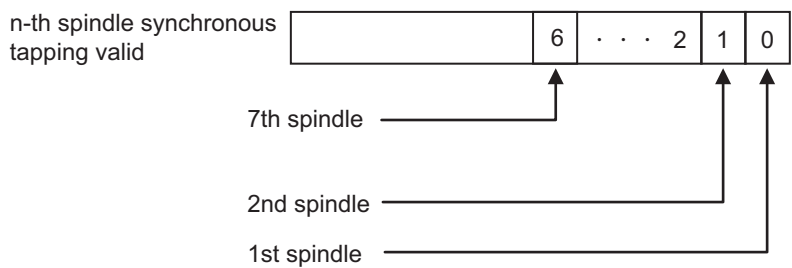 n-th spindle synchronous
tapping valid
6 · · · 2 1 0
7th spindle
2nd spindle
1st spindle